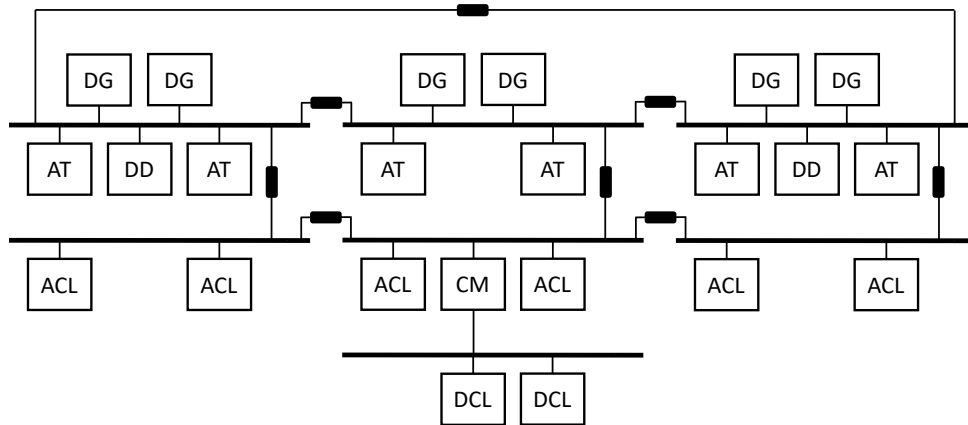 DG DG DG DG DG DG
AT DD AT AT AT AT DD AT
ACL ACL ACL CM ACL ACL ACL
DCL DCL